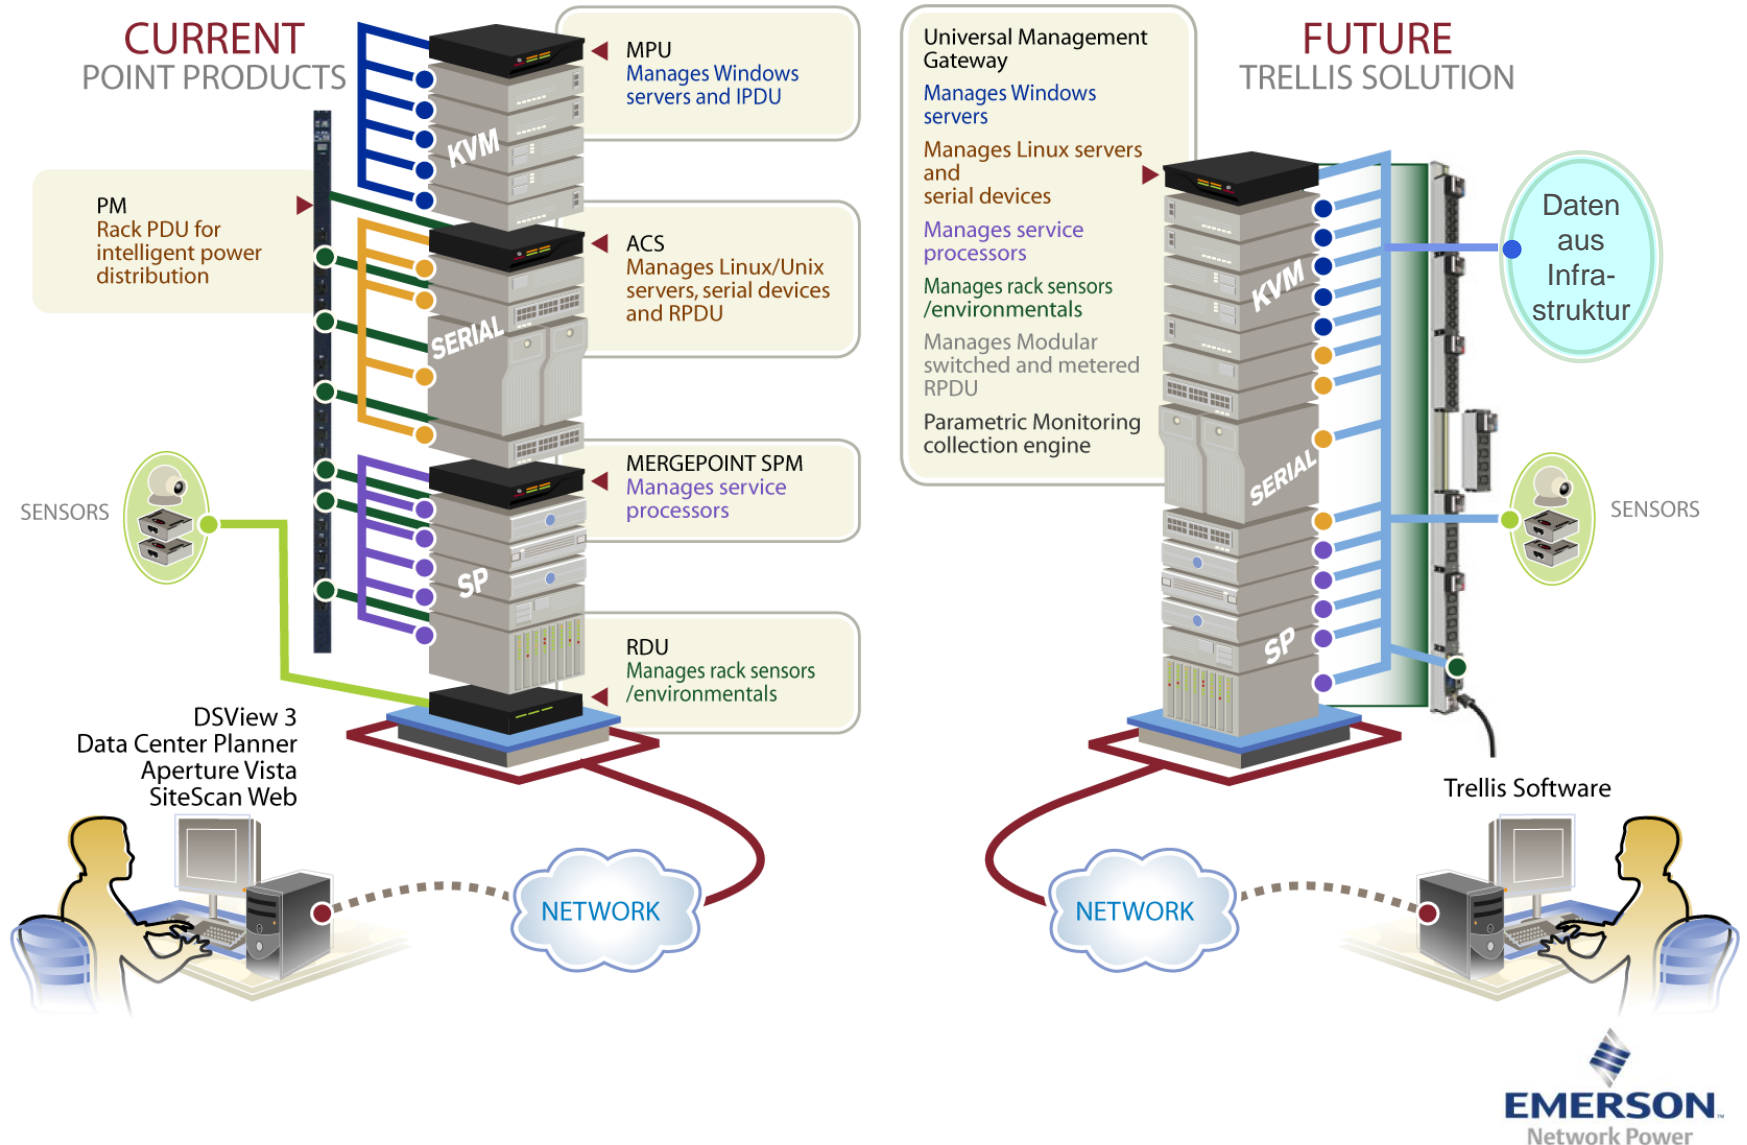 CURRENT
POINT PRODUCTS
MPU
Manages Windows
servers and IPDU
KVM
PM
Rack PDU for
intelligent power
distribution
ACS
Manages Linux/Unix
servers, serial devices
and RPDU
SERIAL
MERGEPOINT SPM
Manages service
processors
SENSORS
SP
RDU
Manages rack sensors
/environmentals
DSView 3
Data Center Planner
Aperture Vista
SiteScan Web
NETWORK
FUTURE
TRELLIS SOLUTION
Universal Management
Gateway
Manages Windows
servers
Manages Linux servers
and
serial devices
Manages service
processors
Manages rack sensors
/environmentals
Manages Modular
switched and metered
RPDU
Parametric Monitoring
collection engine
KVM
SERIAL
SP
Daten
aus
Infra-
struktur
SENSORS
Trellis Software
NETWORK
EMERSON
Network Power